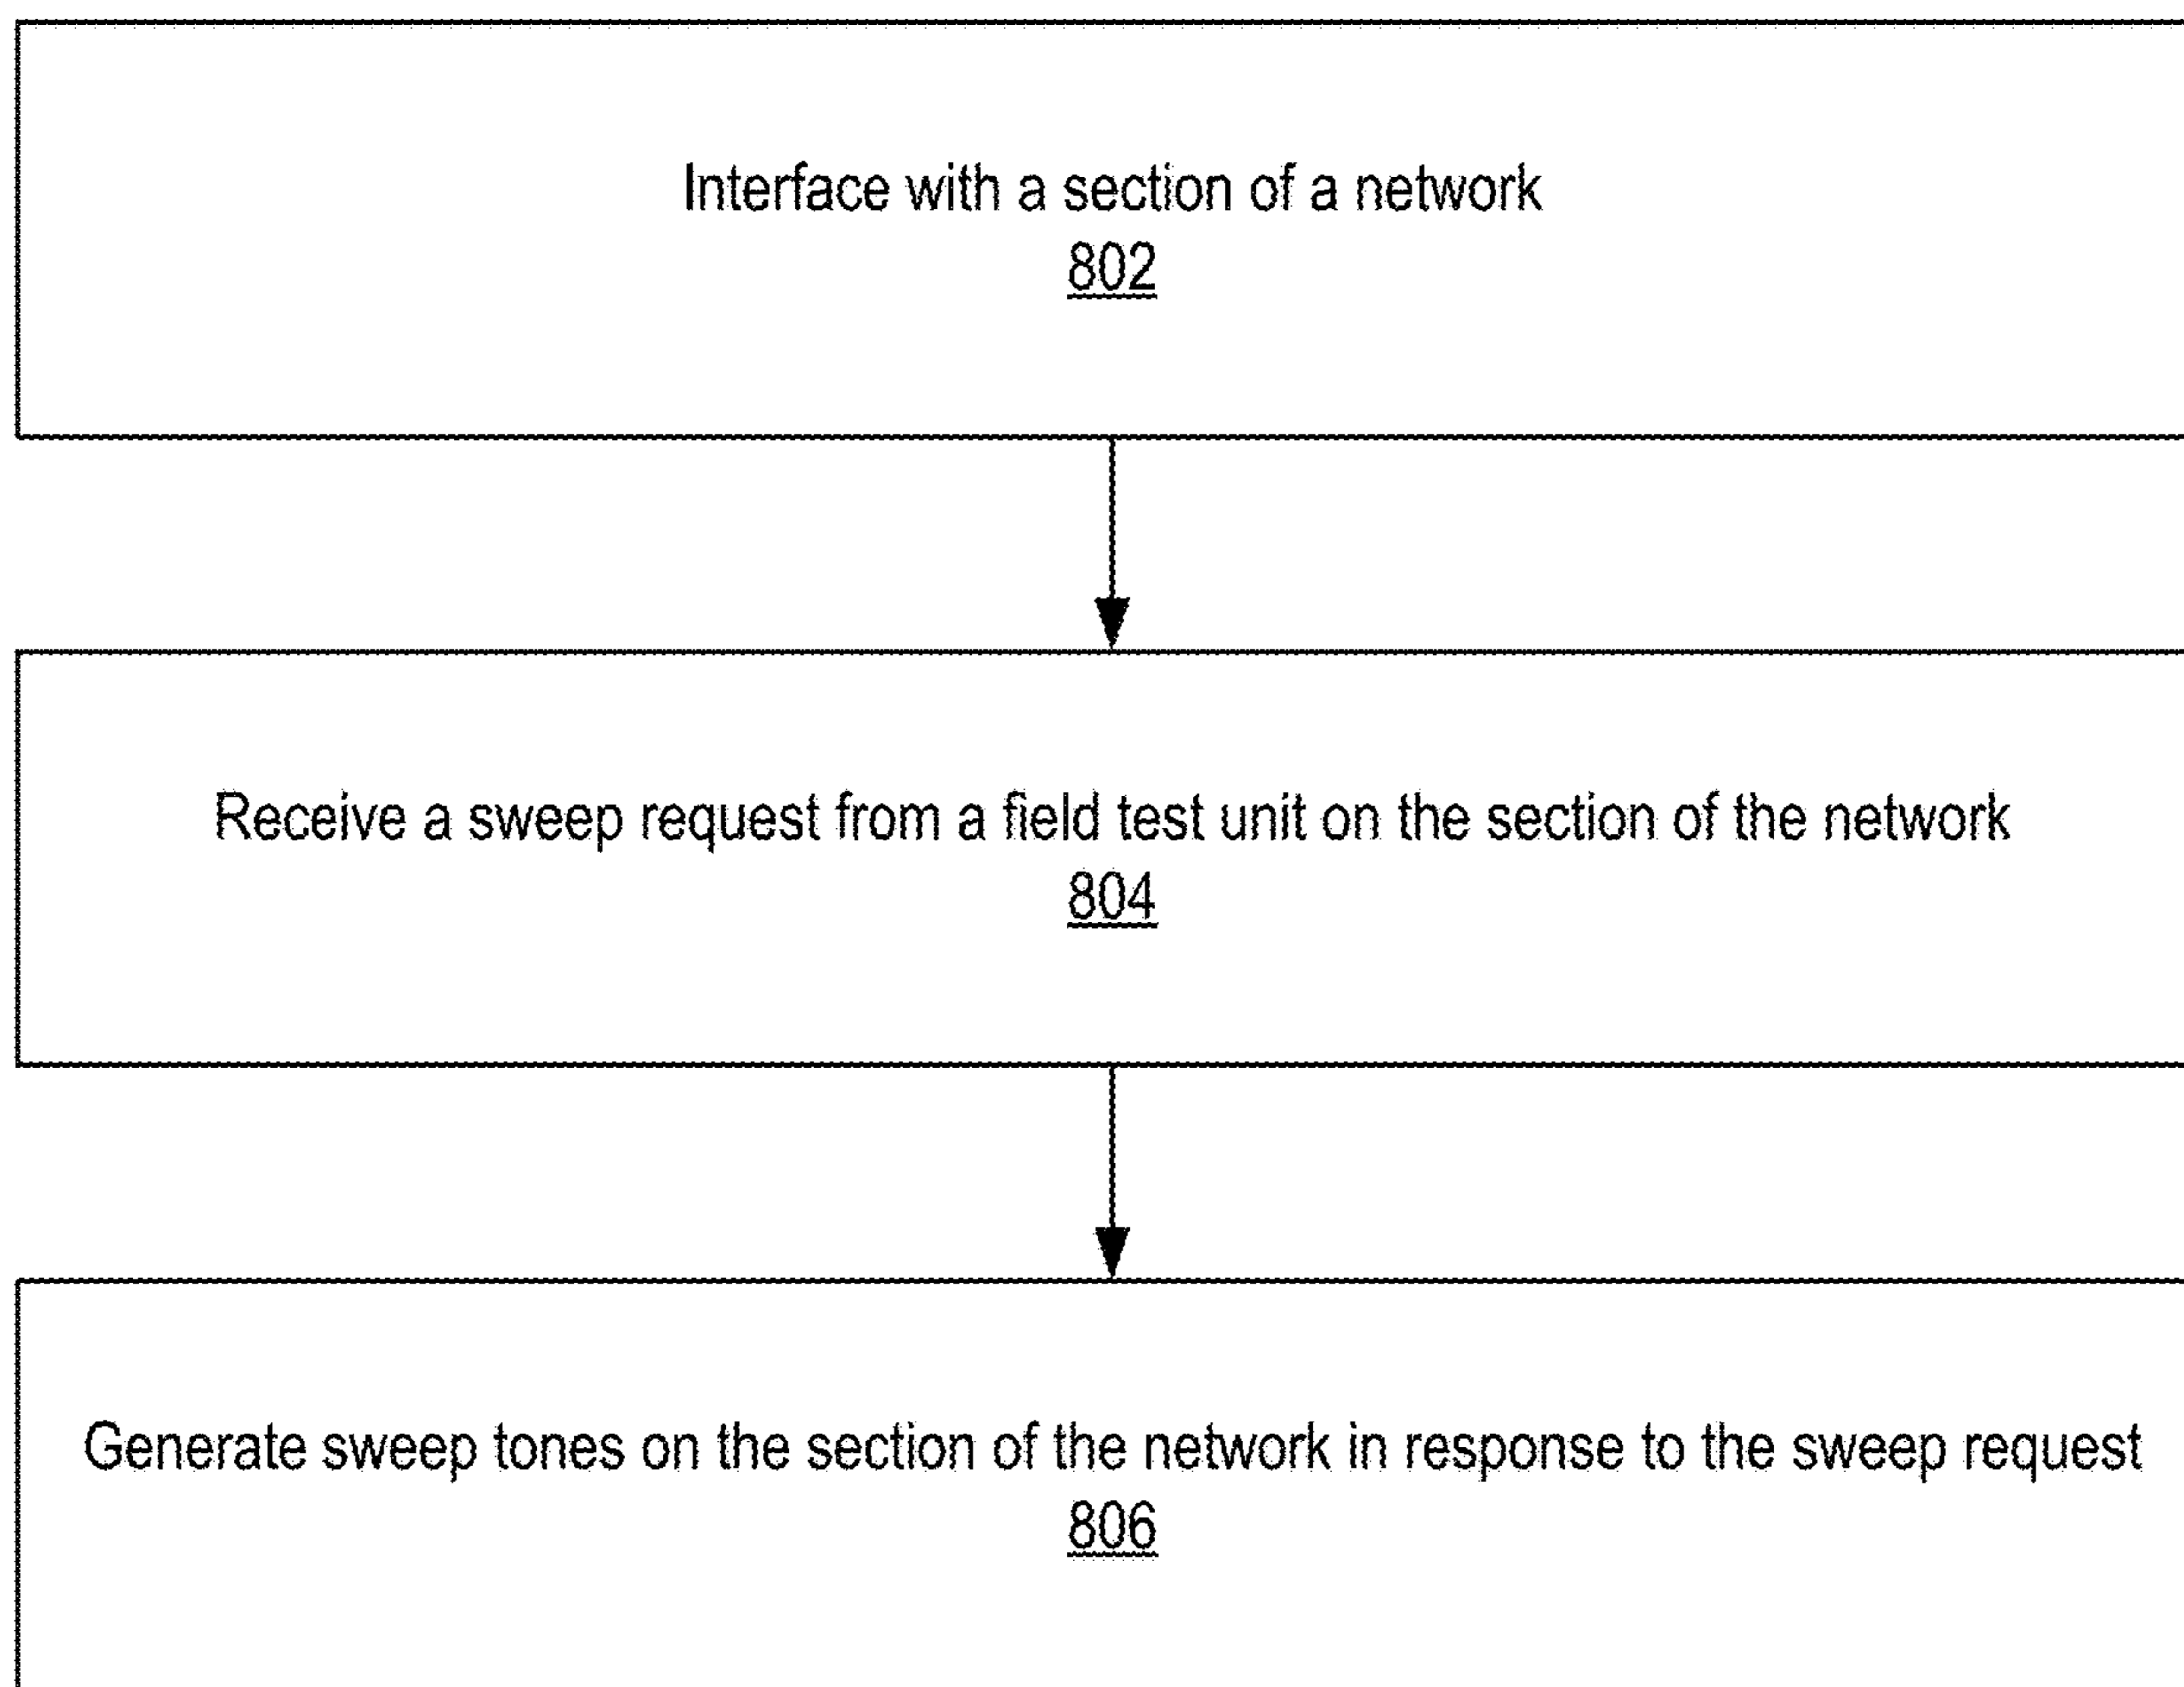 Interface with a section of a network
802
Receive a sweep request from a field test unit on the section of the network
804
Generate sweep tones on the section of the network in response to the sweep request
806